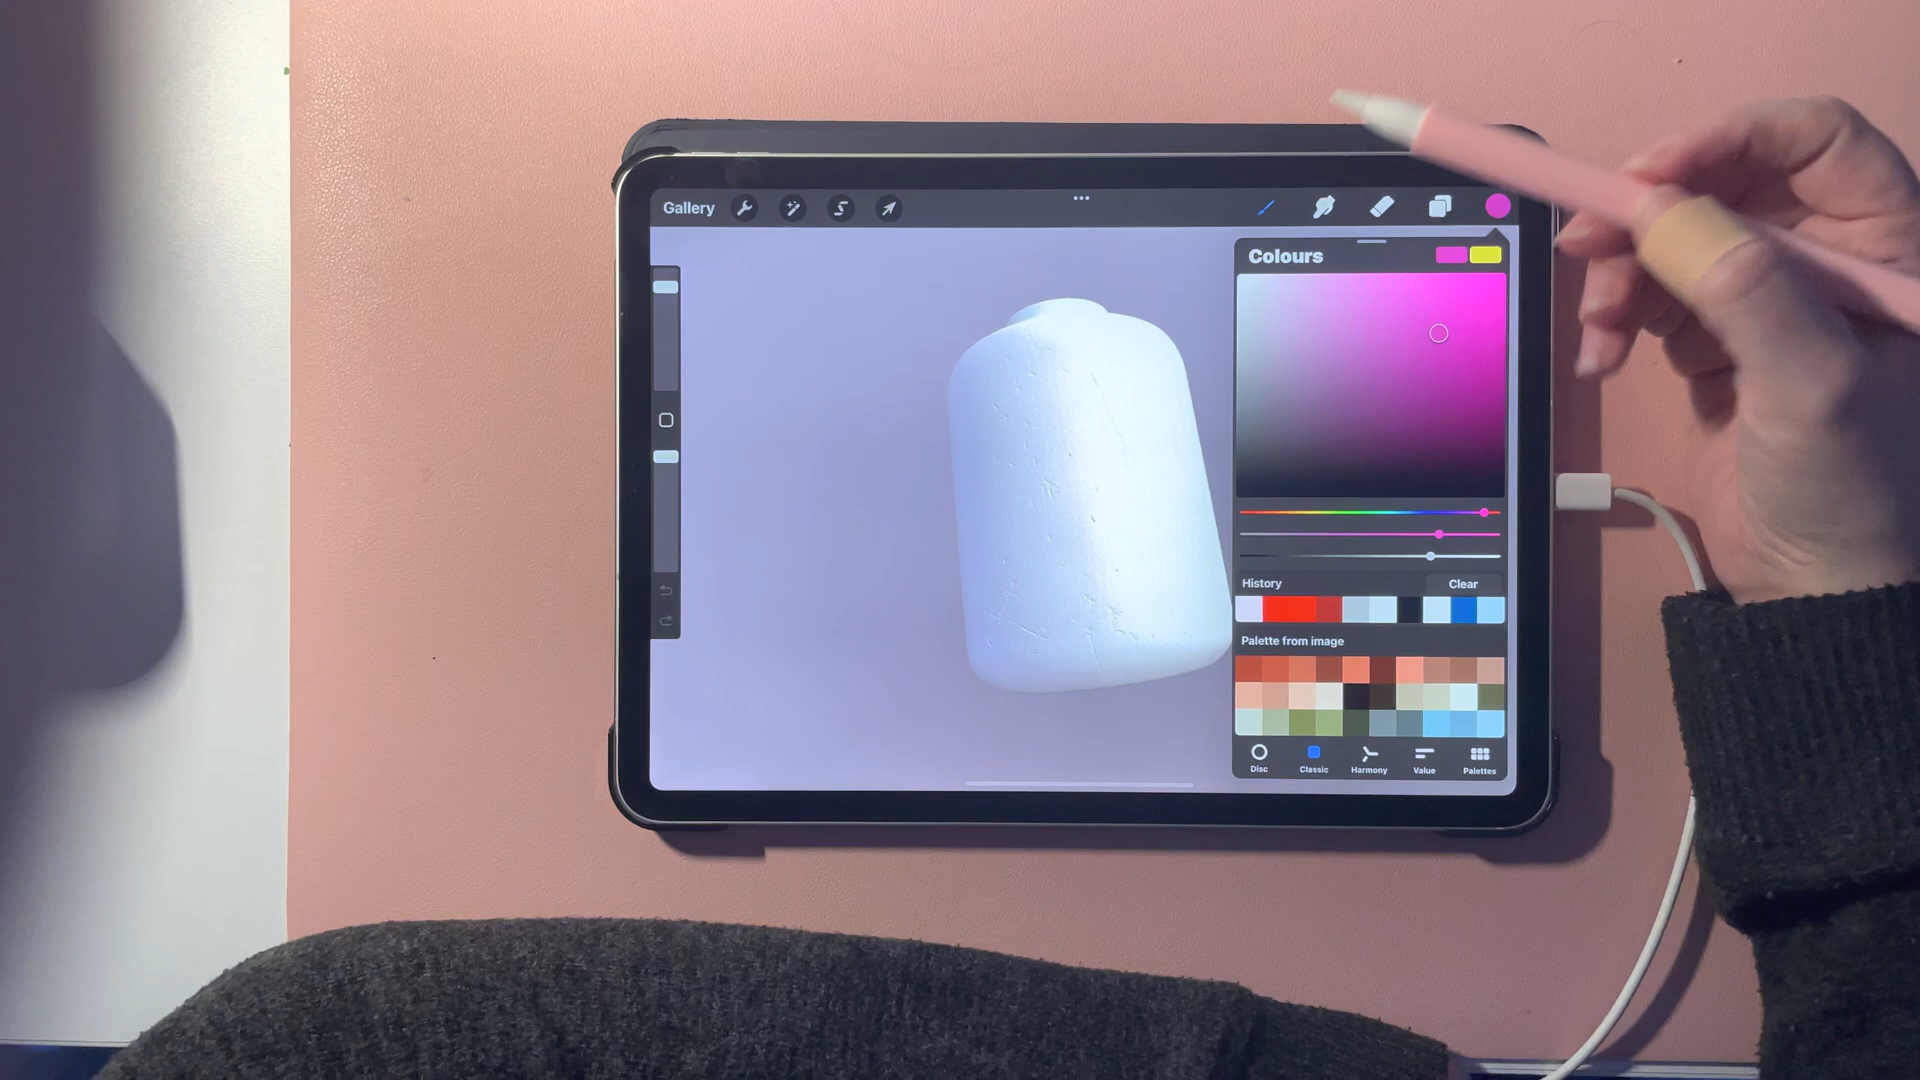 Gallery
Colours
History
Clear
Palette from image
Disc
Classic
Harmony
Value
Palettes